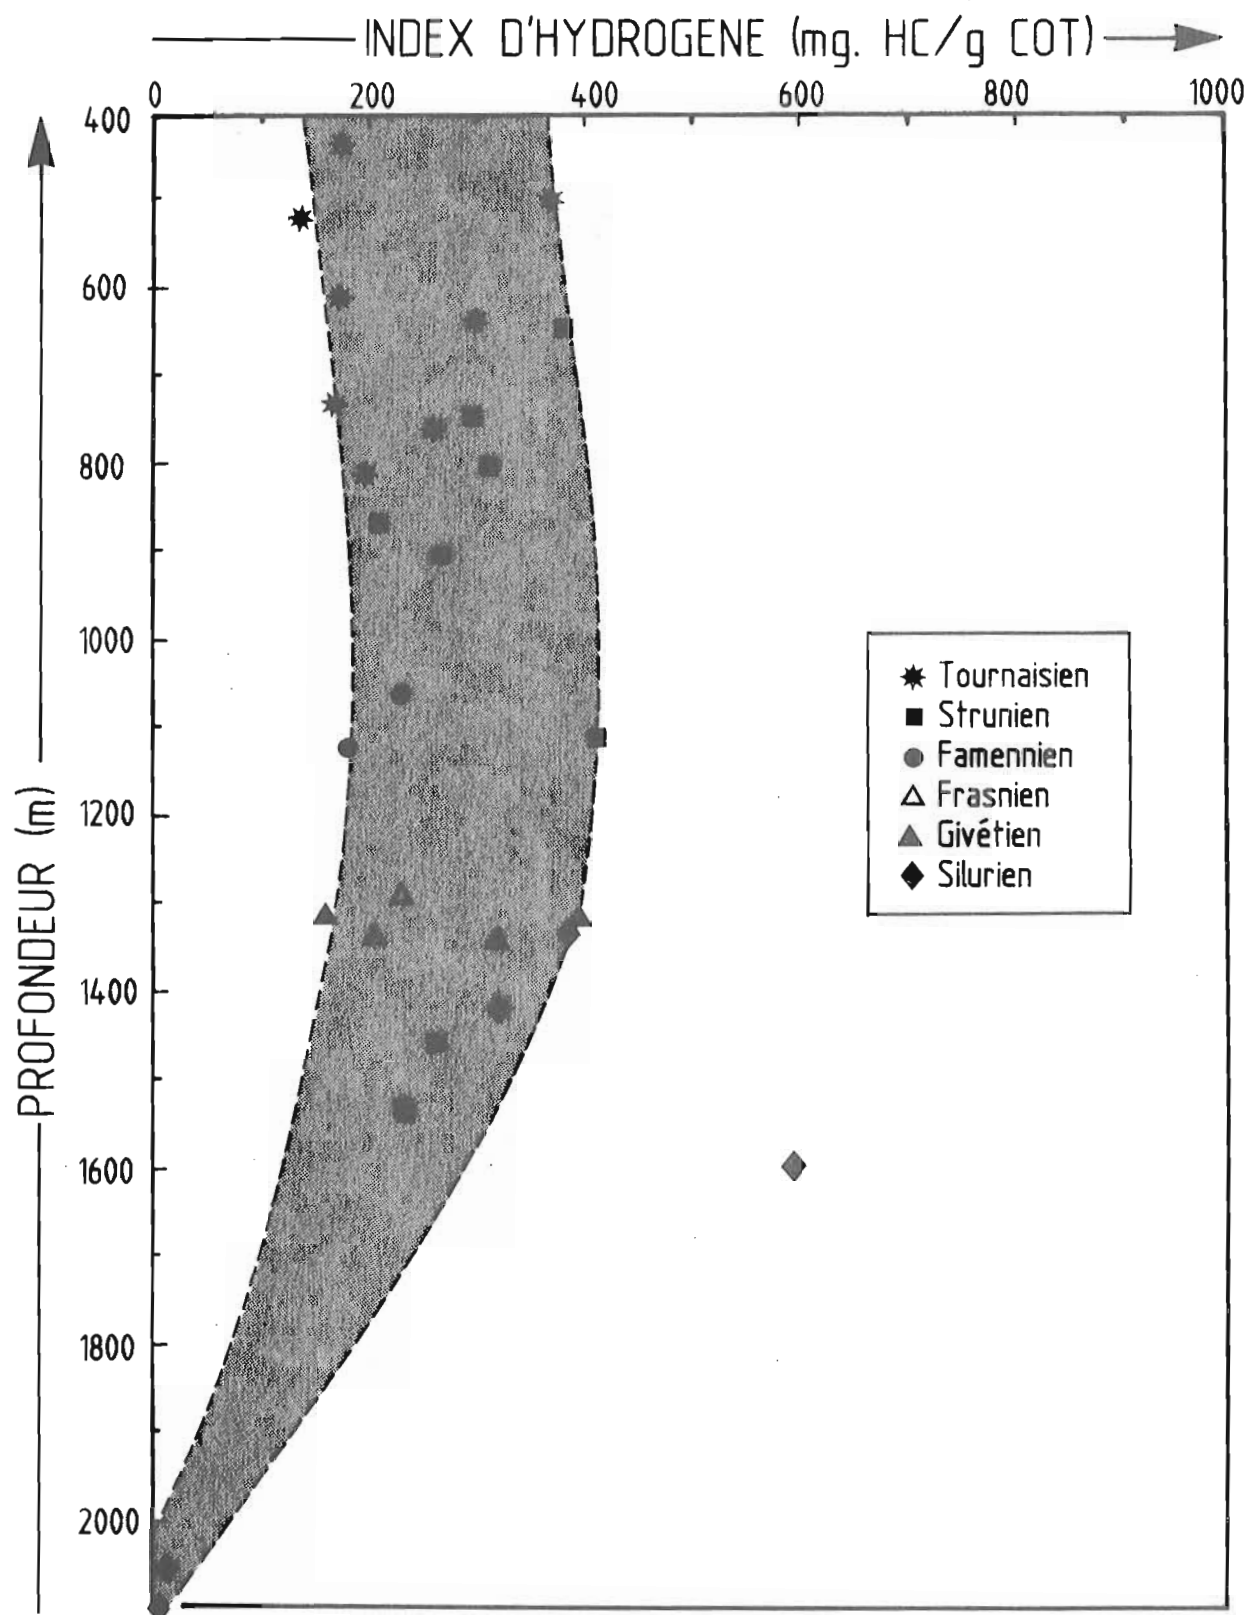 INDEX D'HYDROGENE (mg. HC/g COT)
0 200 400 600 800 1000
400
600
800
1000
1200
1400
1600
1800
2000
PROFONDEUR (m)
Tournaisien
Strunien
Famennien
Frasnien
Givétien
Silurien